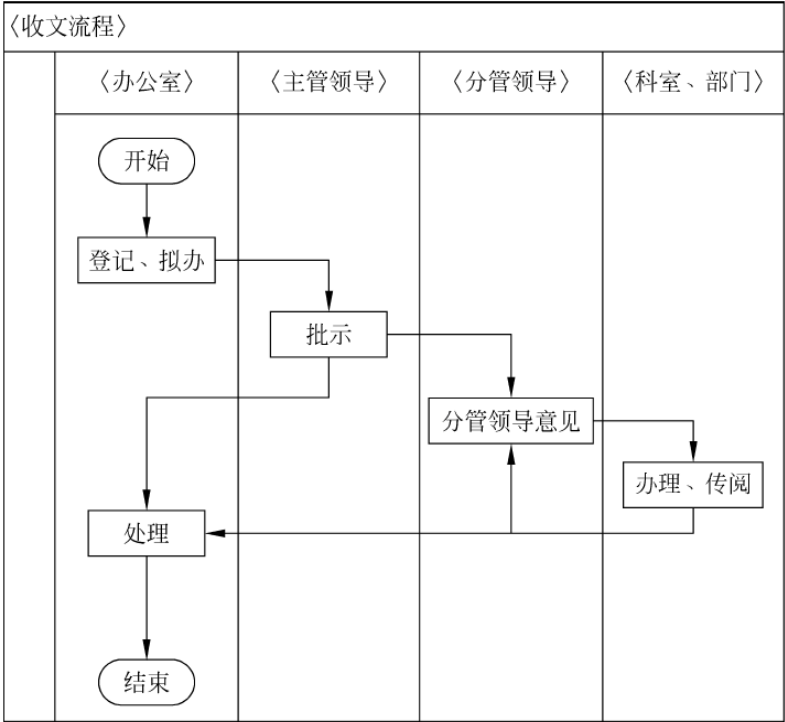 〈收文流程〉
〈办公室〉
〈主管领导〉
〈分管领导〉
〈科室、部门〉
开始
登记、拟办
批示
分管领导意见
办理、传阅
处理
结束